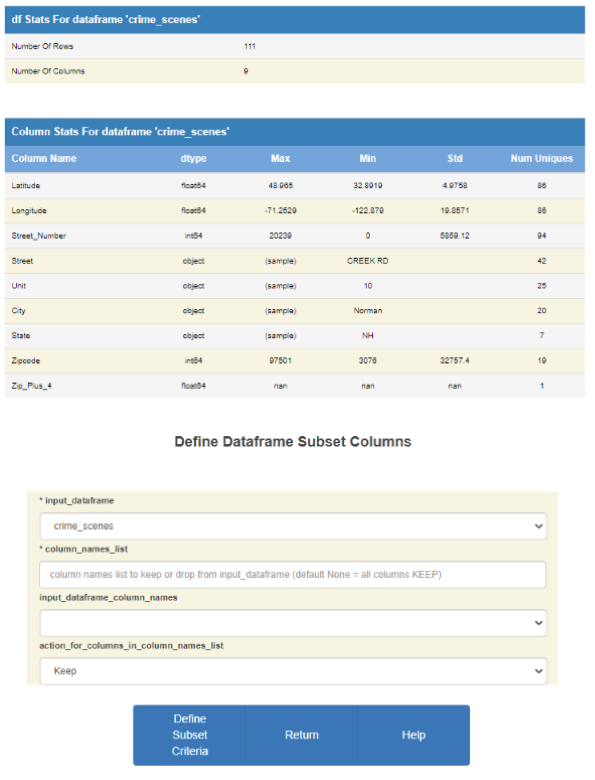 df Stats For dataframe 'crime_scenes'
Number Of Rows 111
Number Of Columns 9
Column Stats For dataframe 'crime_scenes'
Column Name dtype Max Min Std Num Uniques
Latitude float64 48.965 32.8919 4.9758 86
Longitude float64 -71.2529 -122.879 19.8571 86
Street_Number int64 20239 0 5859.12 94
Street object (sample) CREEK RD 42
Unit object (sample) 10 25
City object (sample) Norman 20
State object (sample) NH 7
Zipcode int64 97501 3076 32757.4 19
Zip_Plus_4 float64 nan nan nan 1
Define Dataframe Subset Columns
* input_dataframe
crime_scenes
* column_names_list
column names list to keep or drop from input_dataframe (default None = all columns KEEP)
input_dataframe_column_names
action_for_columns_in_column_names_list
Keep
Define
Subset
Criteria
Return
Help